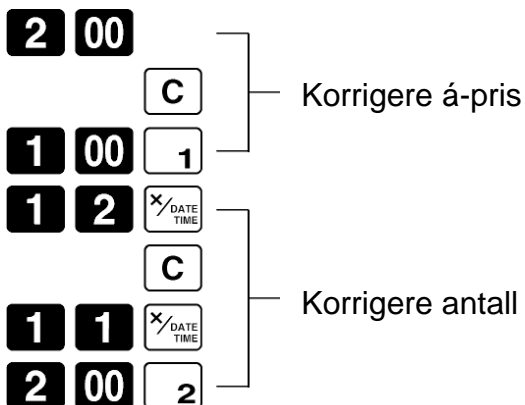 2 00
C
Korrigere á-pris
1 00 1
1 2 ×/DATE TIME
C
Korrigere antall
1 1 ×/DATE TIME
2 00 2